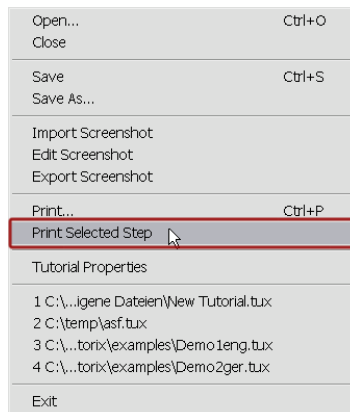 Open... Ctrl+O
Close
Save Ctrl+S
Save As...
Import Screenshot
Edit Screenshot
Export Screenshot
Print... Ctrl+P
Print Selected Step
Tutorial Properties
1 C:\...igene Dateien\New Tutorial.tux
2 C:\temp\asf.tux
3 C:\...torix\examples\Demo1eng.tux
4 C:\...torix\examples\Demo2ger.tux
Exit